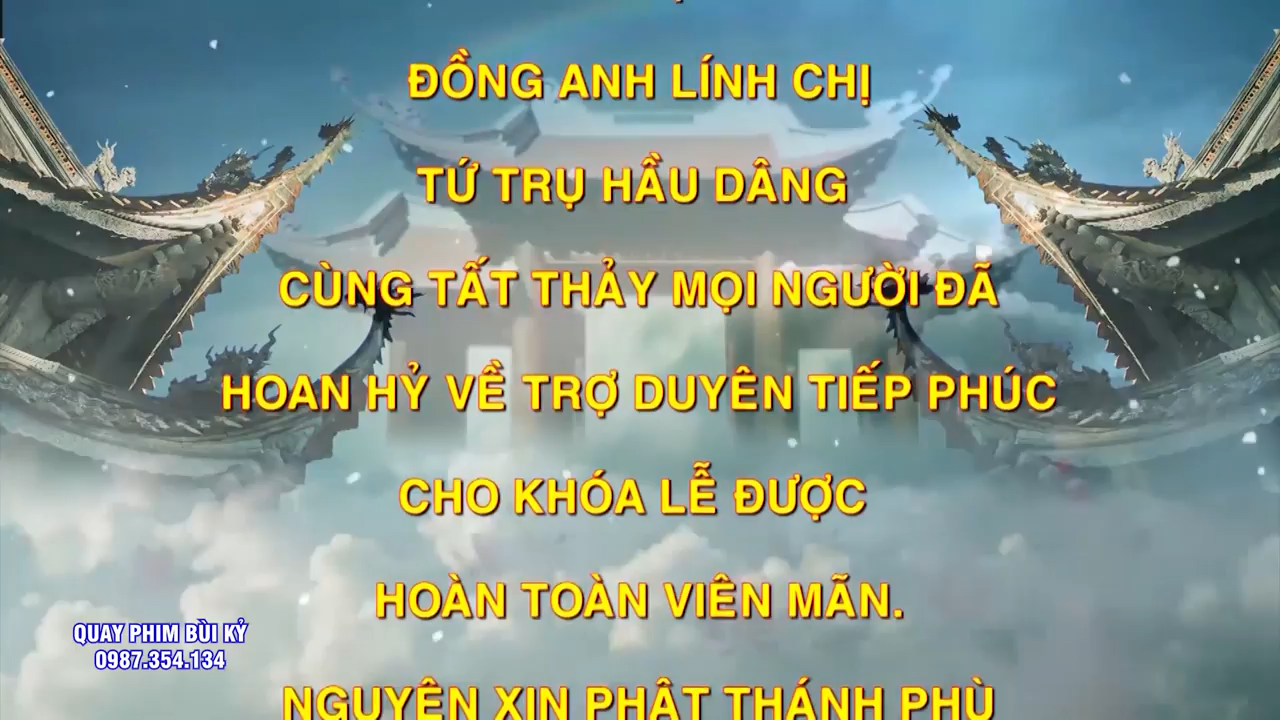 ĐỒNG ANH LÍNH CHỊ
TỨ TRỤ HẦU DÂNG
CÙNG TẤT THẢY MỌI NGƯỜI ĐÃ
HOAN HỶ VỀ TRỢ DUYÊN TIẾP PHÚC
CHO KHÓA LỄ ĐƯỢC
HOÀN TOÀN VIÊN MÃN.
NGUYỆN XIN PHẬT THÁNH PHÙ
QUAY PHIM BÙI KỶ
0987.354.134